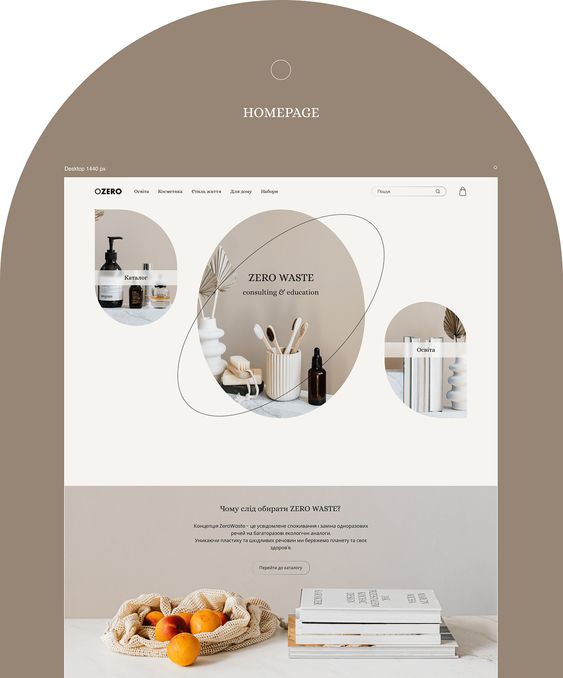 HOMEPAGE
Desktop 1440 px
OZERO
Освіта Косметика Стиль життя Для дому Набори
Пошук
Каталог
ZERO WASTE
consulting & education
Освіта
Чому слід обирати ZERO WASTE?
Концепція ZeroWaste - це усвідомлене споживання і заміна одноразових
речей на багаторазові екологічні аналоги.
Уникаючи пластику та шкідливих речовин ми бережемо планету та своє
здоров'я.
Перейти до каталогу